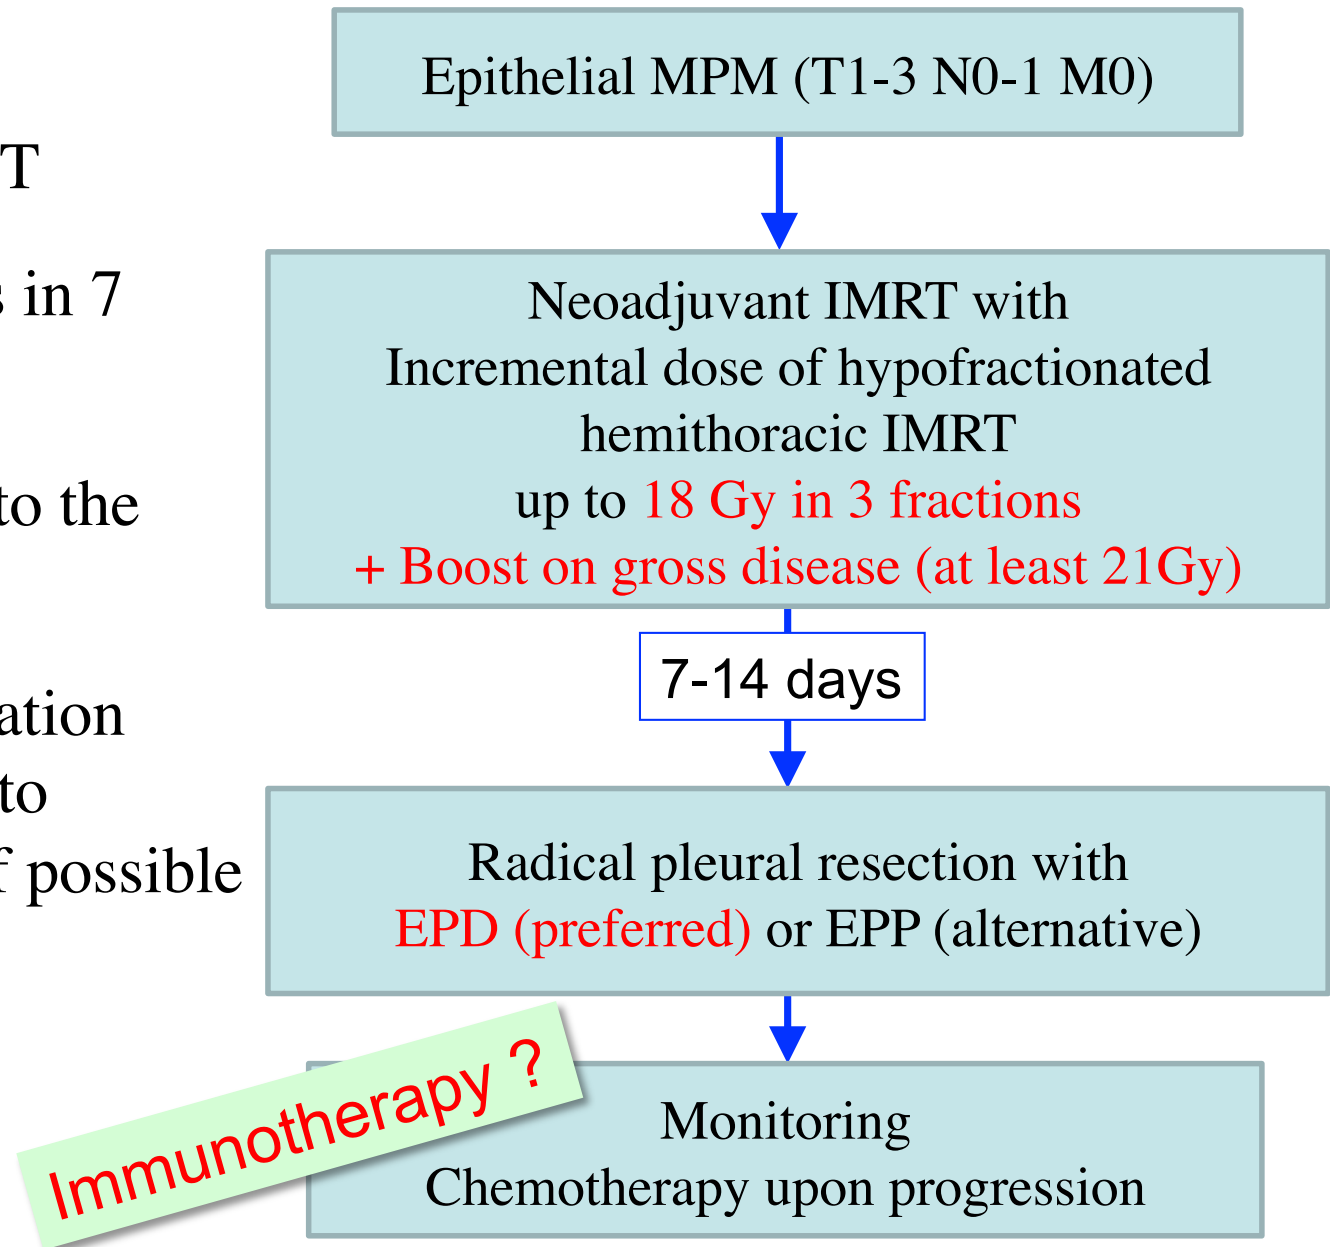 T
s in 7
to the
ation
to
f possible
Epithelial MPM (T1-3 N0-1 M0)
Neoadjuvant IMRT with
Incremental dose of hypofractionated
hemithoracic IMRT
up to 18 Gy in 3 fractions
+ Boost on gross disease (at least 21Gy)
7-14 days
Radical pleural resection with
EPD (preferred) or EPP (alternative)
Immunotherapy ?
Monitoring
Chemotherapy upon progression